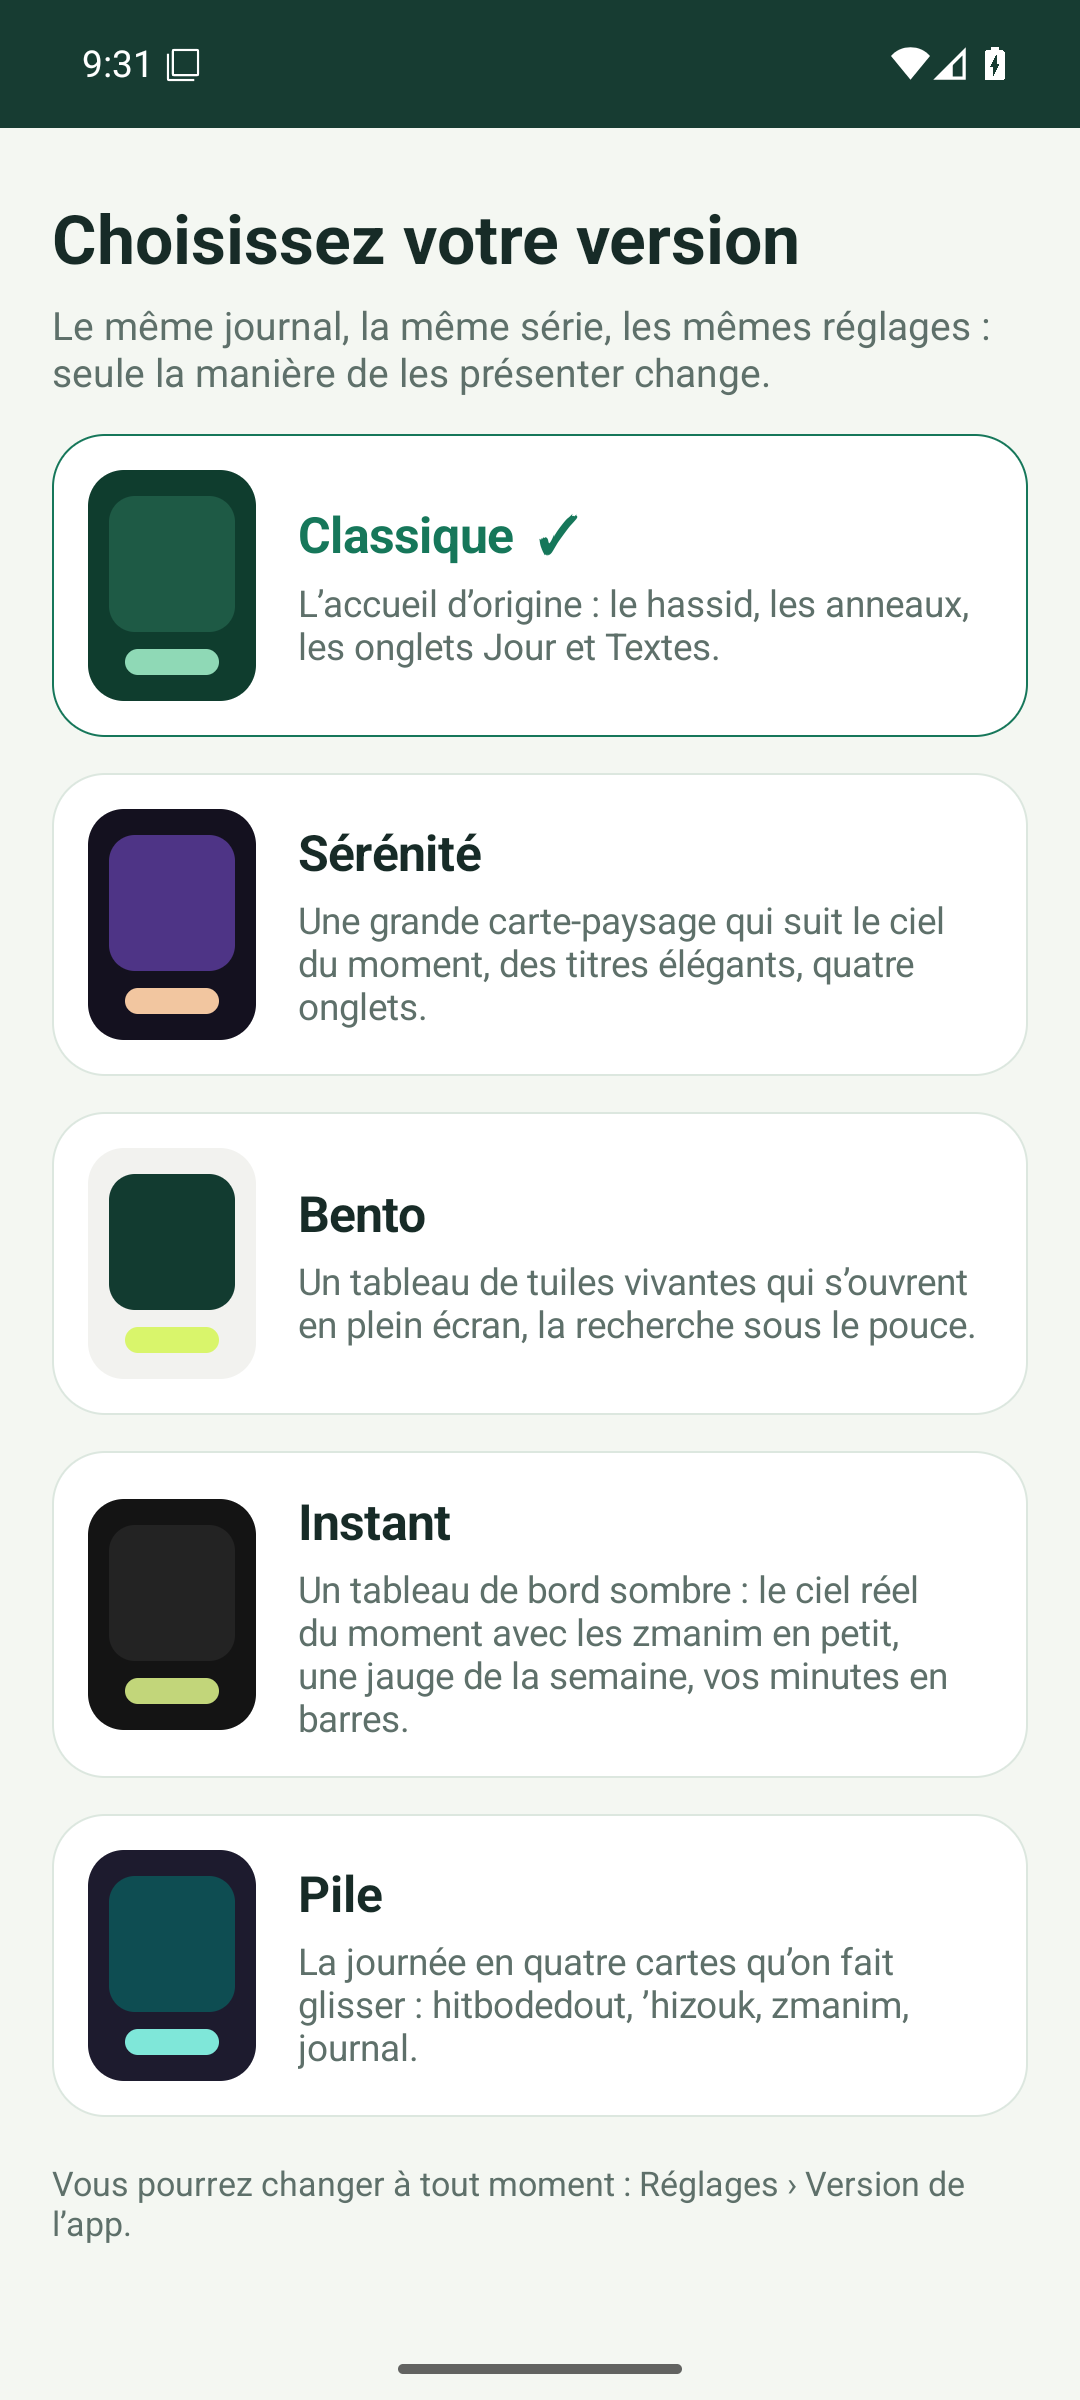 9:31
Choisissez votre version
Le même journal, la même série, les mêmes réglages :
seule la manière de les présenter change.
Classique ✓
L’accueil d’origine : le hassid, les anneaux,
les onglets Jour et Textes.
Sérénité
Une grande carte-paysage qui suit le ciel
du moment, des titres élégants, quatre
onglets.
Bento
Un tableau de tuiles vivantes qui s’ouvrent
en plein écran, la recherche sous le pouce.
Instant
Un tableau de bord sombre : le ciel réel
du moment avec les zmanim en petit,
une jauge de la semaine, vos minutes en
barres.
Pile
La journée en quatre cartes qu’on fait
glisser : hitbodedout, ’hizouk, zmanim,
journal.
Vous pourrez changer à tout moment : Réglages › Version de
l’app.